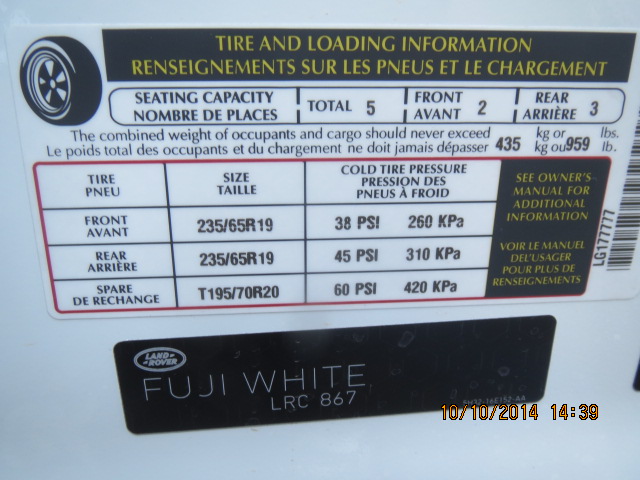 TIRE AND LOADING INFORMATION
RENSEIGNEMENTS SUR LES PNEUS ET LE CHARGEMENT
SEATING CAPACITY
NOMBRE DE PLACES
TOTAL 5
FRONT
AVANT 2
REAR
ARRIÈRE 3
The combined weight of occupants and cargo should never exceed 435 kg or 959 lbs.
Le poids total des occupants et du chargement ne doit jamais dépasser kg ou lb.
TIRE
PNEU
SIZE
TAILLE
COLD TIRE PRESSURE
PRESSION DES
PNEUS À FROID
FRONT
AVANT
235/65R19
38 PSI 260 KPa
REAR
ARRIÈRE
235/65R19
45 PSI 310 KPa
SPARE
DE RECHANGE
T195/70R20
60 PSI 420 KPa
SEE OWNER'S
MANUAL FOR
ADDITIONAL
INFORMATION
VOIR LE MANUEL
DE L'USAGER
POUR PLUS DE
RENSEIGNEMENTS
LG177777
LAND-
ROVER
FUJI WHITE
LRC 867
10/10/2014 14:39